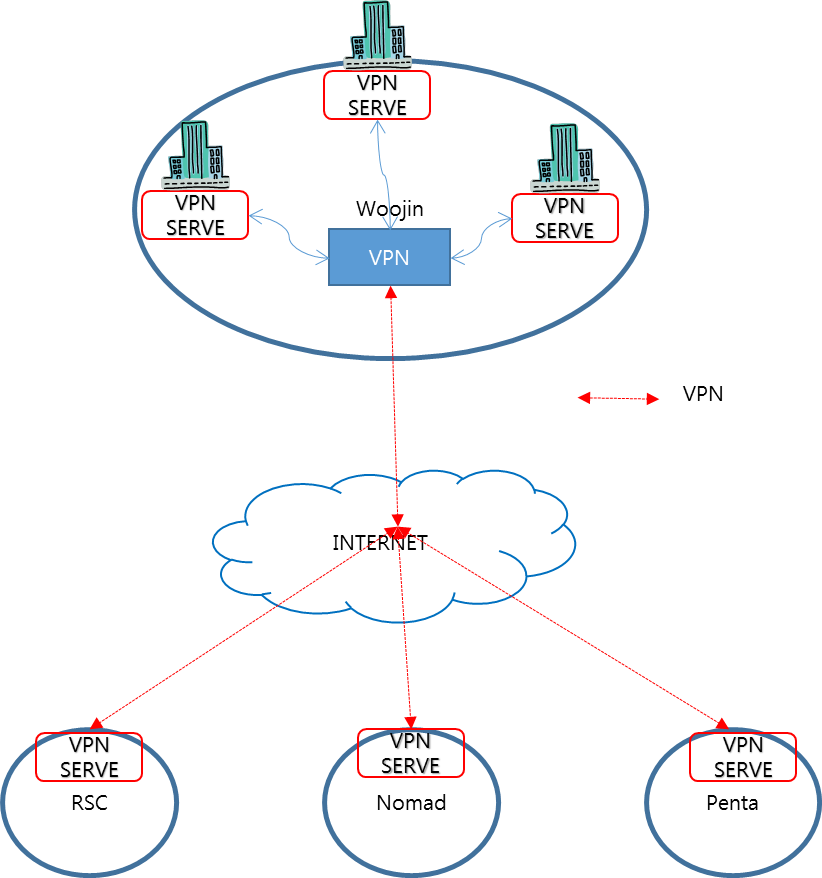 VPN
SERVE
VPN
SERVE
VPN
SERVE
Woojin
VPN
VPN
INTERNET
VPN
SERVE
RSC
VPN
SERVE
Nomad
VPN
SERVE
Penta